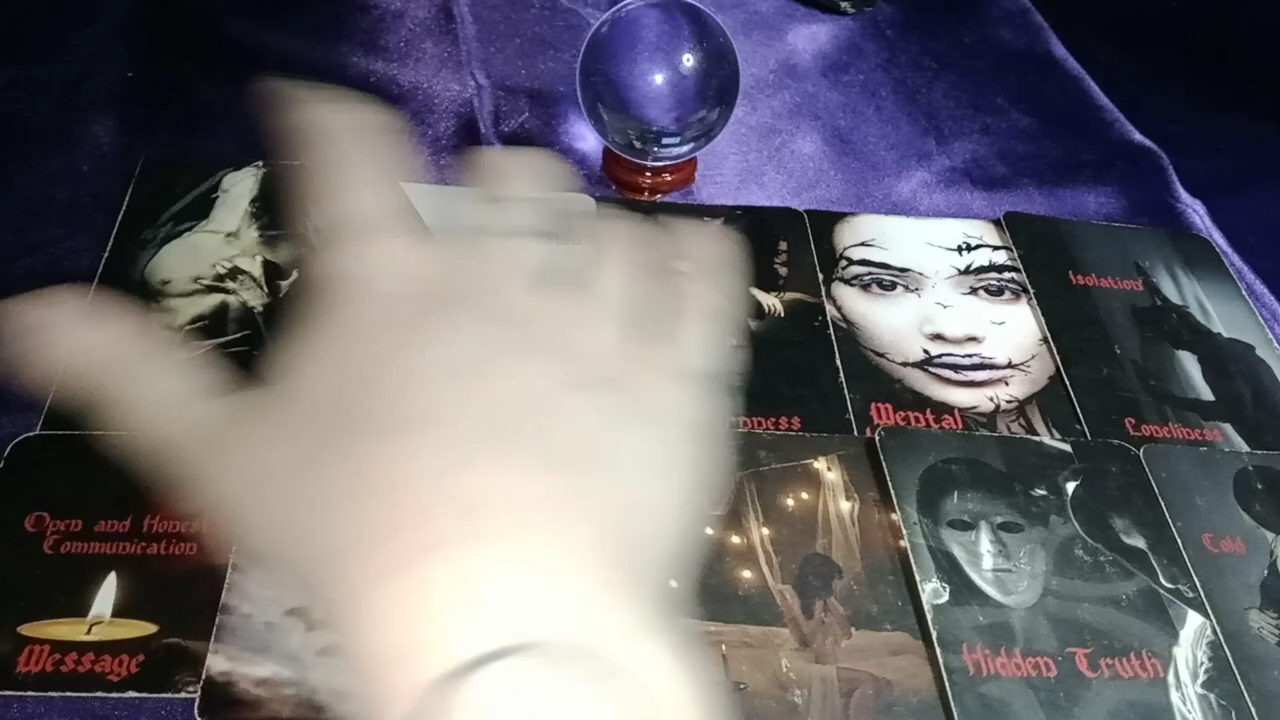 Isolation
Mental
Loneliness
Open and Honest
Communication
Cold
Message
Hidden Truth